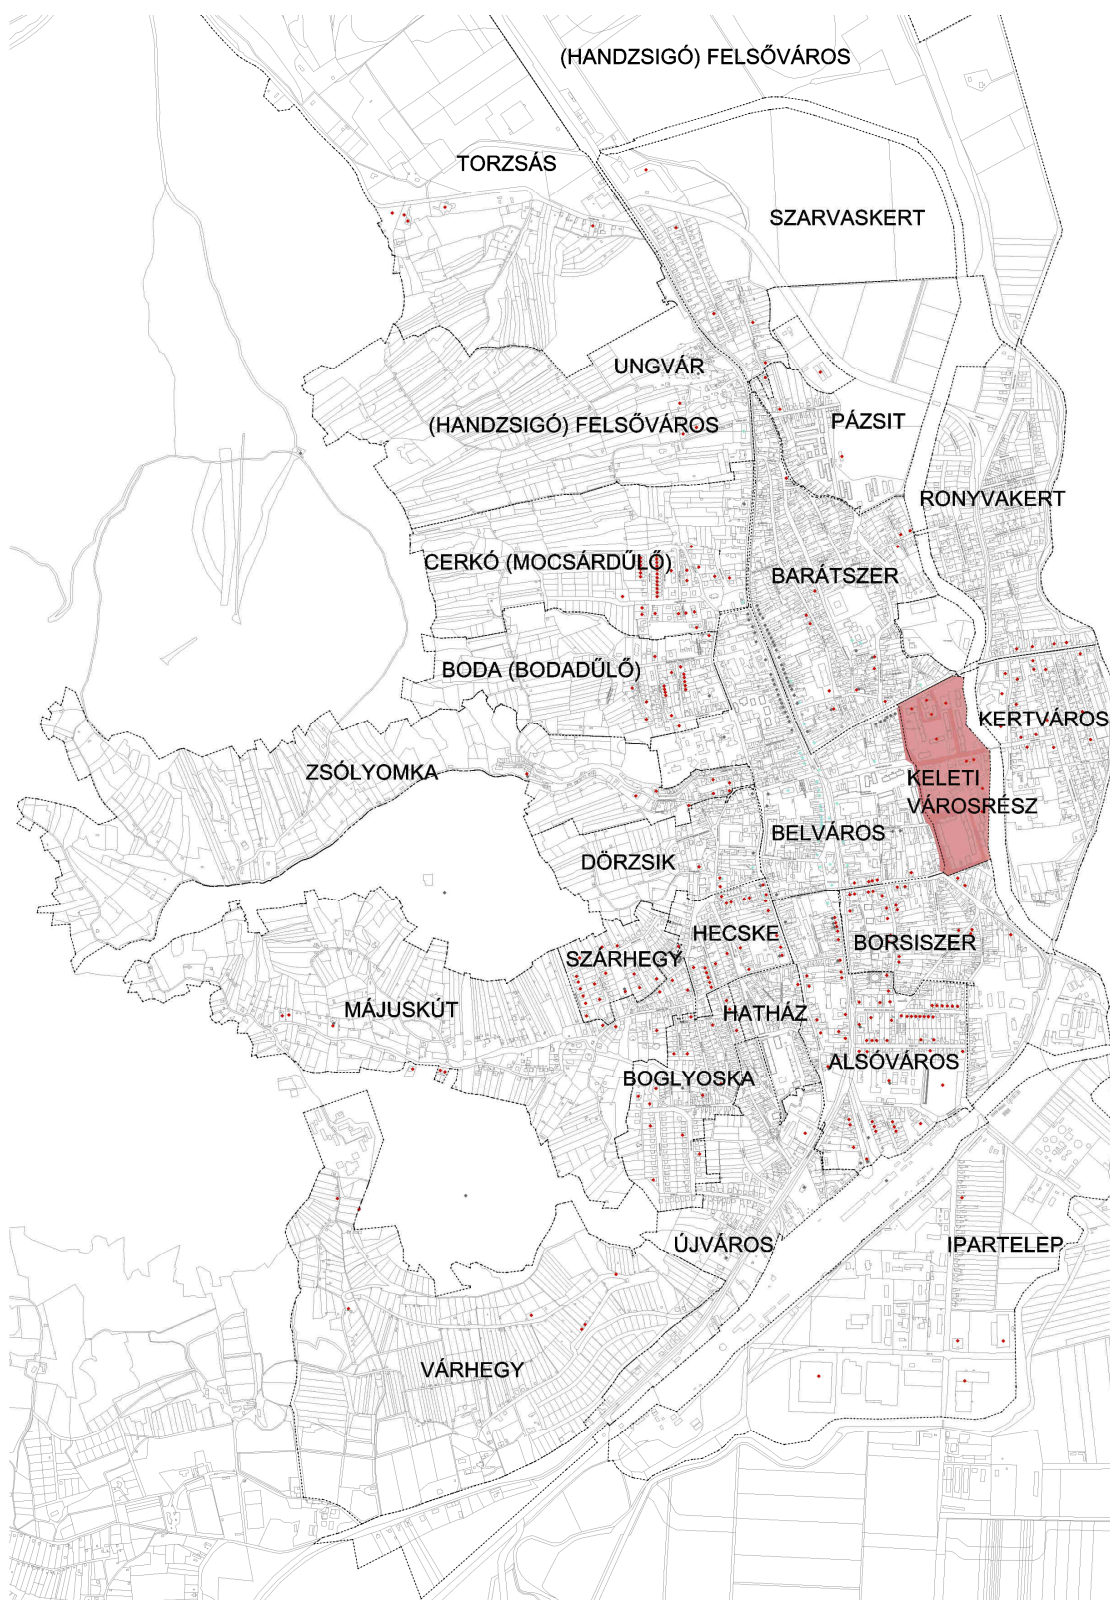 (HANDZSIGÓ) FELSŐVÁROS
TORZSÁS
SZARVASKERT
UNGVÁR
(HANDZSIGÓ) FELSŐVÁROS
PÁZSIT
RONYVAKERT
CERKÓ (MOCSÁRDŰLŐ)
BARÁTSZER
BODA (BODADŰLŐ)
KERTVÁROS
ZSÓLYOMKA
KELETI
VÁROSRÉSZ
BELVÁROS
DÖRZSIK
HECSKE
BORSISZER
SZÁRHEGY
MÁJUSKÚT
HATHÁZ
ALSÓVÁROS
BOGLYOSKA
ÚJVÁROS
IPARTELEP
VÁRHEGY